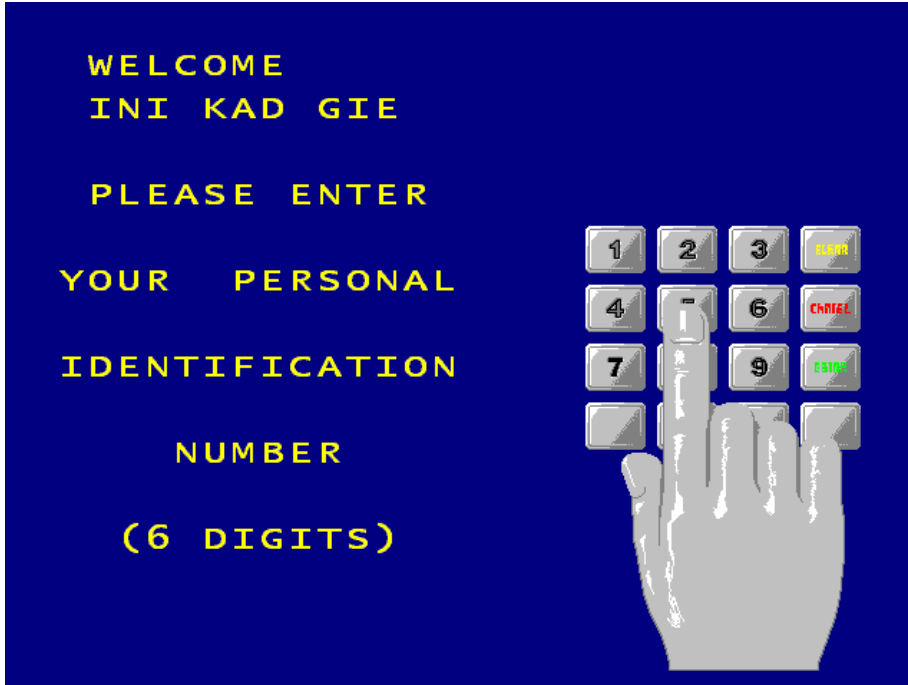 WELCOME
INI KAD GIE
PLEASE ENTER
YOUR PERSONAL
IDENTIFICATION
NUMBER
(6 DIGITS)
1 2 3 CLEAR
4 6 CANCEL
7 9 ENTER